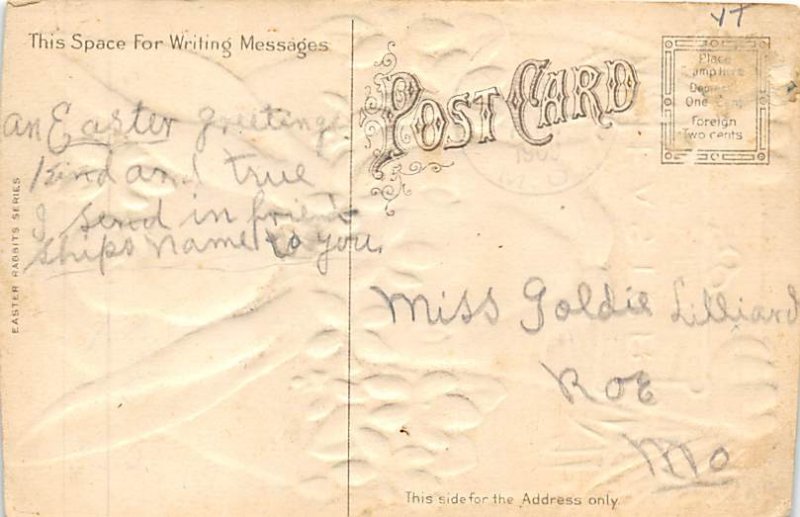 This Space For Writing Messages
an Easter greeting
Kind and true
I send in frien
ships name to you.
EASTER RABBITS SERIES
POST CARD
YT
Place
Stamp Here
Domestic
One Cent
Foreign
Two cents
Miss Goldie Lilliard
Roe
Mo
This side for the Address only.